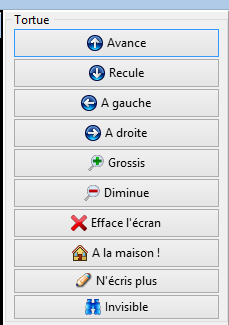 Tortue
Avance
Recule
A gauche
A droite
Grossis
Diminue
Efface l'écran
A la maison !
N'écris plus
Invisible